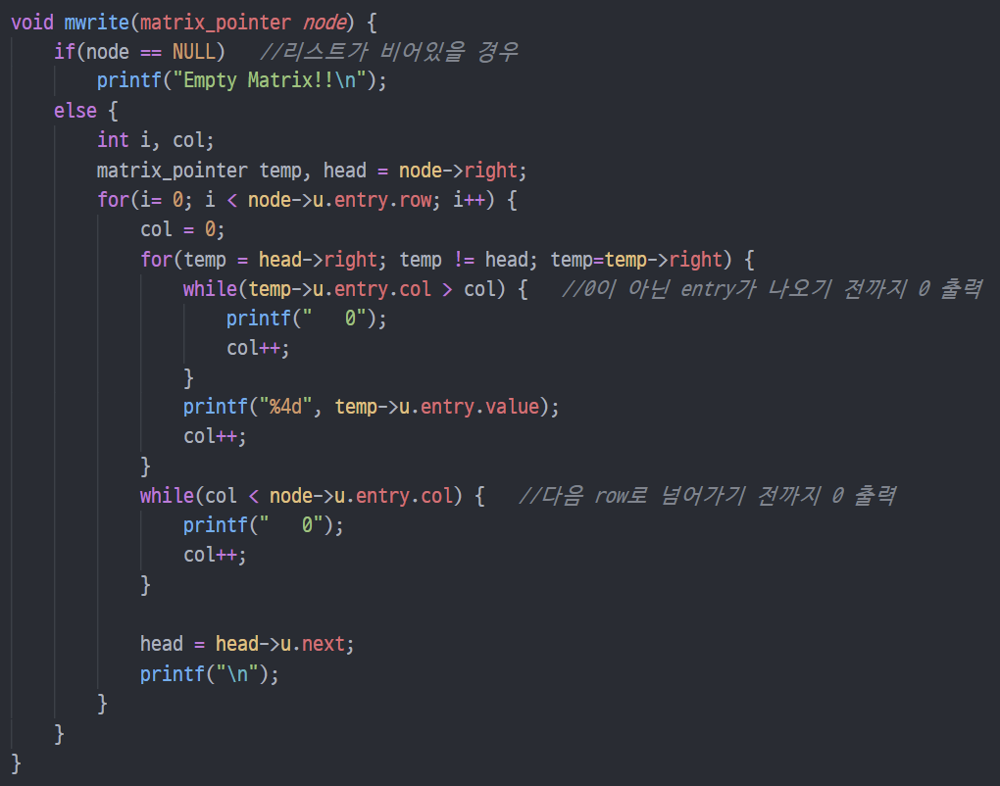 void mwrite(matrix_pointer node) {
    if(node == NULL)   //리스트가 비어있을 경우
        printf("Empty Matrix!!\n");
    else {
        int i, col;
        matrix_pointer temp, head = node->right;
        for(i= 0; i < node->u.entry.row; i++) {
            col = 0;
            for(temp = head->right; temp != head; temp=temp->right) {
                while(temp->u.entry.col > col) {   //0이 아닌 entry가 나오기 전까지 0 출력
                    printf("   0");
                    col++;
                }
                printf("%4d", temp->u.entry.value);
                col++;
            }
            while(col < node->u.entry.col) {   //다음 row로 넘어가기 전까지 0 출력
                printf("   0");
                col++;
            }

            head = head->u.next;
            printf("\n");
        }
    }
}